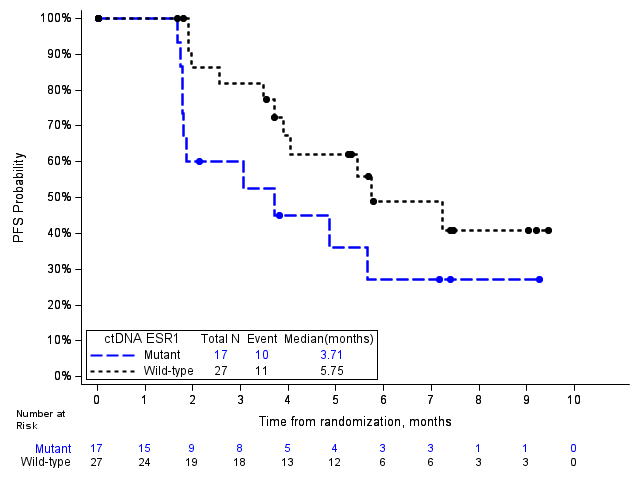 100%
90%
80%
70%
60%
50%
40%
30%
20%
10%
0%
PFS Probability
ctDNA ESR1 Total N Event Median(months)
Mutant 17 10 3.71
Wild-type 27 11 5.75
0 1 2 3 4 5 6 7 8 9 10
Time from randomization, months
Number at
Risk
Mutant 17 15 9 8 5 4 3 3 1 1 0
Wild-type 27 24 19 18 13 12 6 6 3 3 0